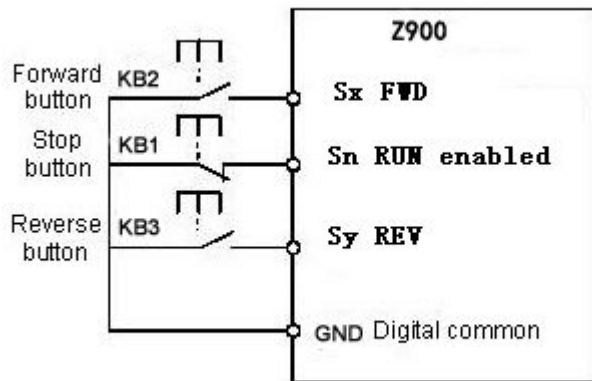 Z900
Forward
button
KB2
Sx FWD
Stop
button
KB1
Sn RUN enabled
Reverse
button
KB3
Sy REV
GND Digital common